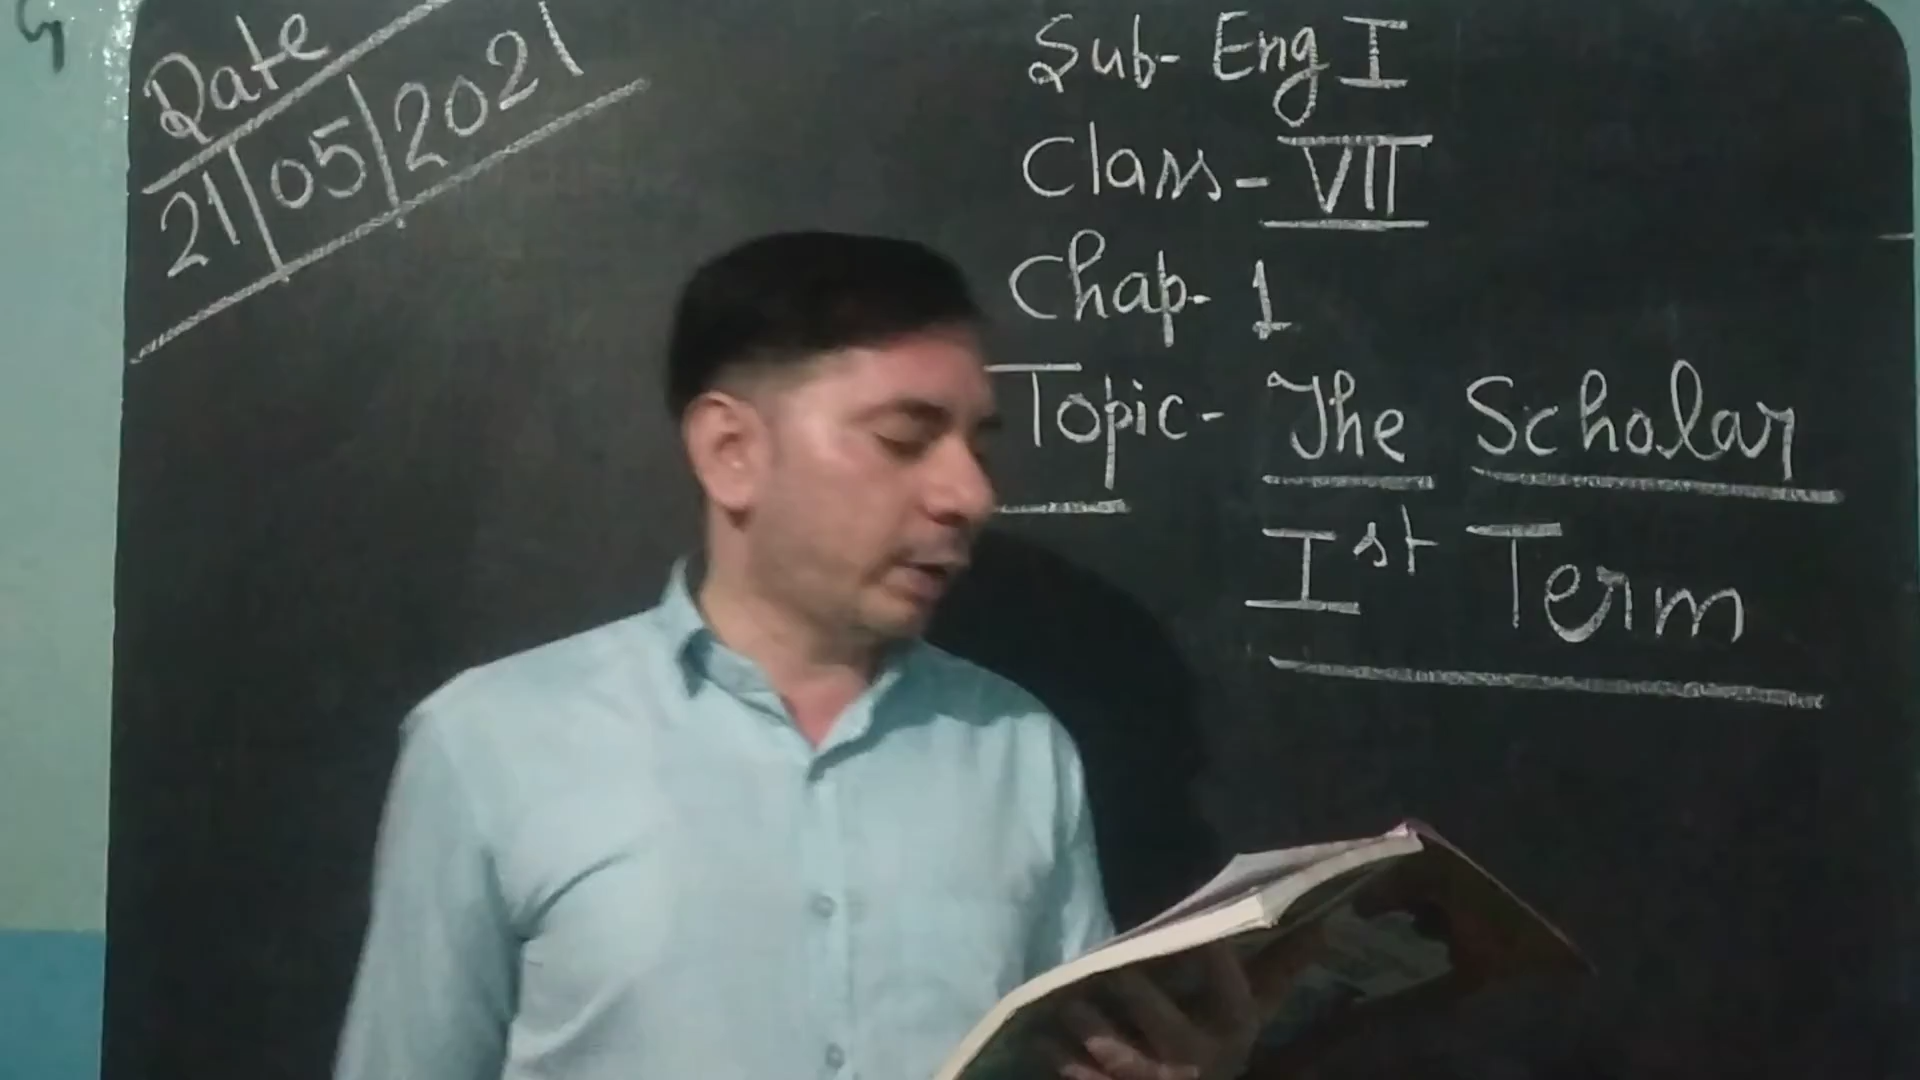 Date
21/05/2021
Sub- Eng I
Class- VII
Chap- 1
Topic- The Scholar
Ist Term